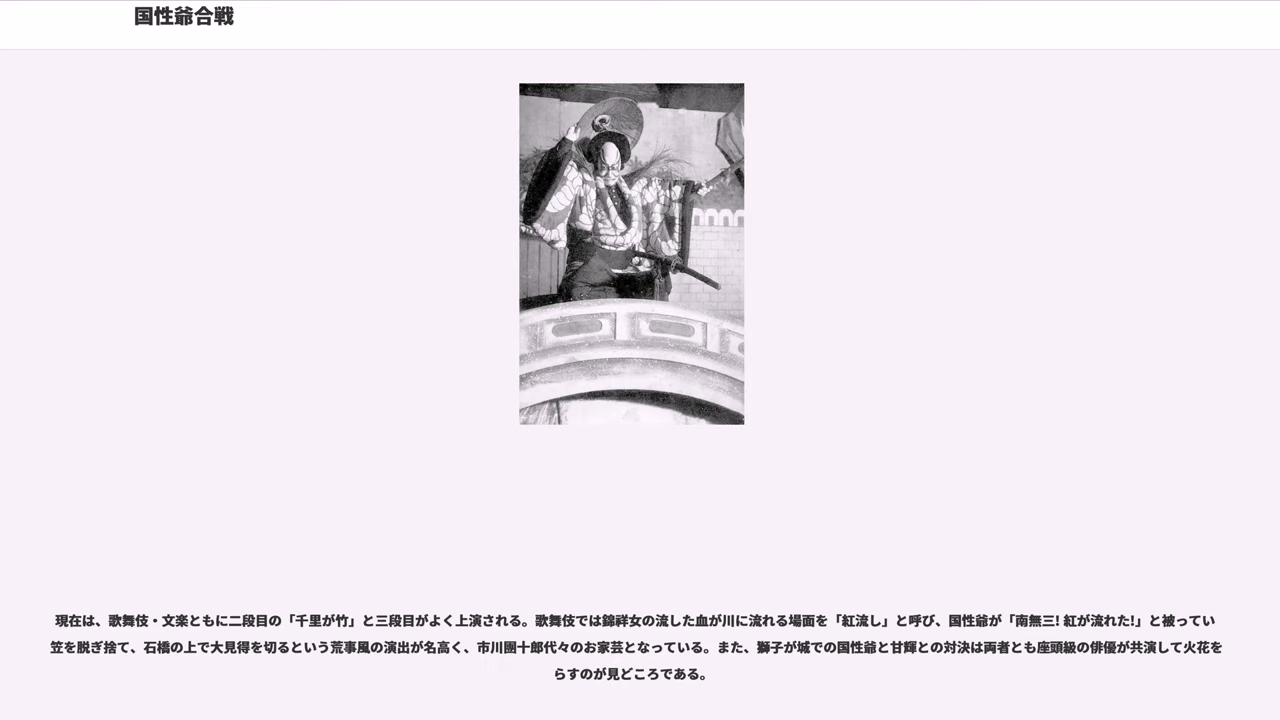 国性爺合戦
現在は、歌舞伎・文楽ともに二段目の「千里が竹」と三段目がよく上演される。歌舞伎では錦祥女の流した血が川に流れる場面を「紅流し」と呼び、国性爺が「南無三! 紅が流れた!」と被ってい
笠を脱ぎ捨て、石橋の上で大見得を切るという荒事風の演出が名高く、市川團十郎代々のお家芸となっている。また、獅子が城での国性爺と甘輝との対決は両者とも座頭級の俳優が共演して火花を
らすのが見どころである。